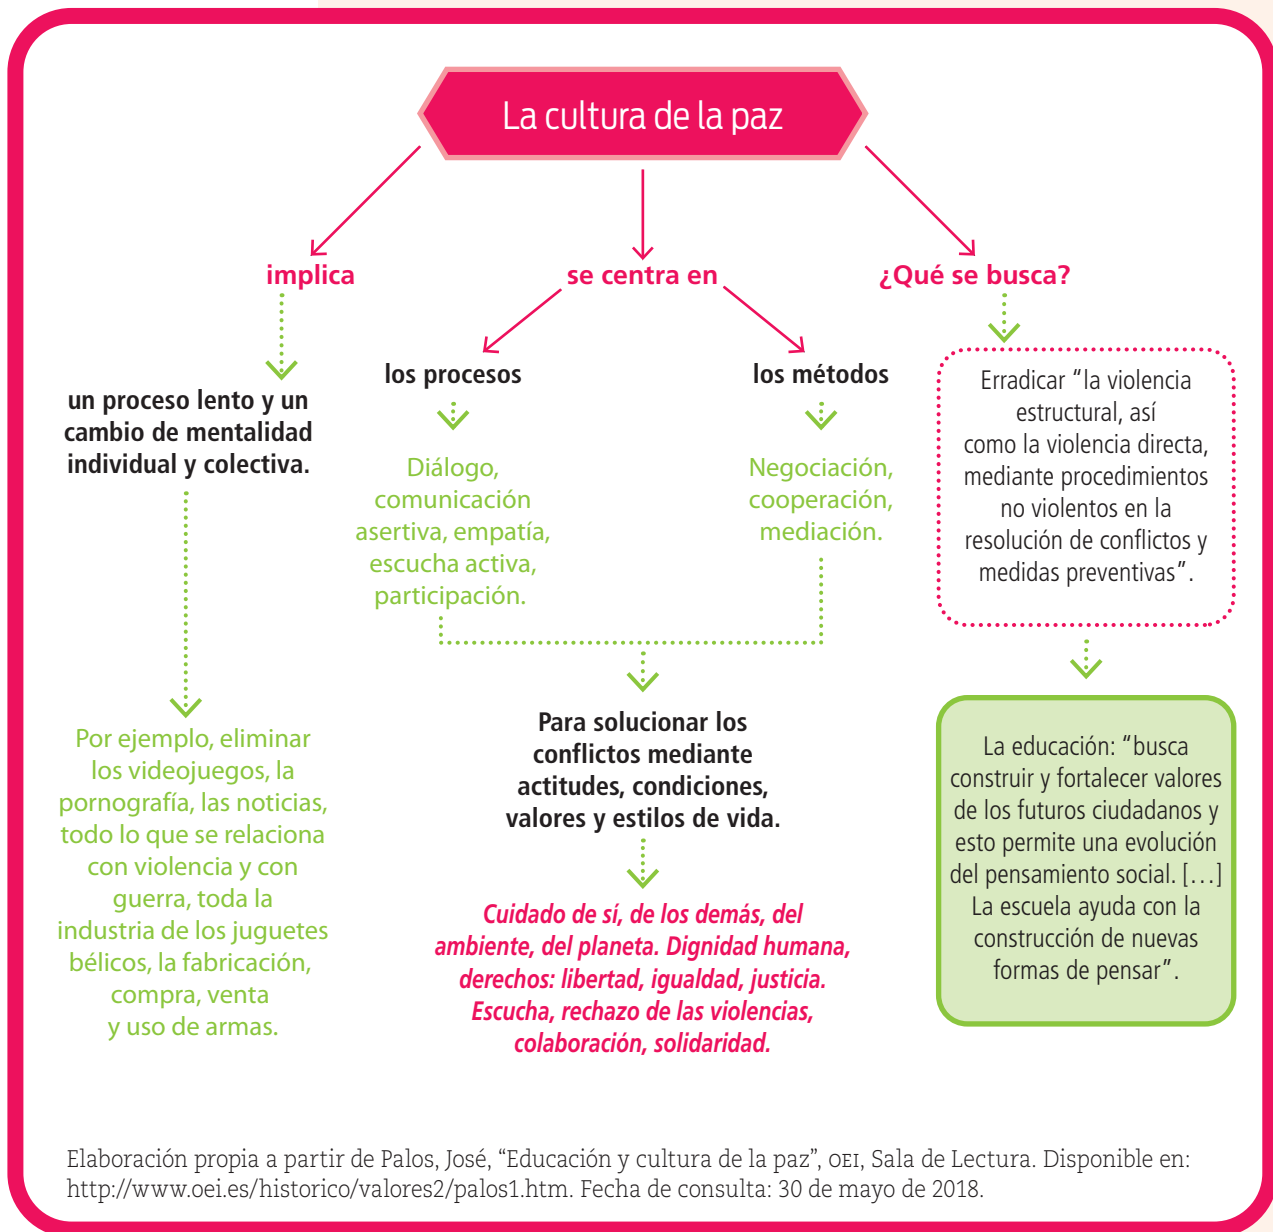 La cultura de la paz
implica
un proceso lento y un
cambio de mentalidad
individual y colectiva.
Por ejemplo, eliminar
los videojuegos, la
pornografía, las noticias,
todo lo que se relaciona
con violencia y con
guerra, toda la
industria de los juguetes
bélicos, la fabricación,
compra, venta
y uso de armas.
se centra en
los procesos
Diálogo,
comunicación
asertiva, empatía,
escucha activa,
participación.
los métodos
Negociación,
cooperación,
mediación.
Para solucionar los
conflictos mediante
actitudes, condiciones,
valores y estilos de vida.
Cuidado de sí, de los demás, del
ambiente, del planeta. Dignidad humana,
derechos: libertad, igualdad, justicia.
Escucha, rechazo de las violencias,
colaboración, solidaridad.
¿Qué se busca?
Erradicar “la violencia
estructural, así
como la violencia directa,
mediante procedimientos
no violentos en la
resolución de conflictos y
medidas preventivas”.
La educación: “busca
construir y fortalecer valores
de los futuros ciudadanos y
esto permite una evolución
del pensamiento social. […]
La escuela ayuda con la
construcción de nuevas
formas de pensar”.
Elaboración propia a partir de Palos, José, “Educación y cultura de la paz”, OEI, Sala de Lectura. Disponible en:
http://www.oei.es/historico/valores2/palos1.htm. Fecha de consulta: 30 de mayo de 2018.